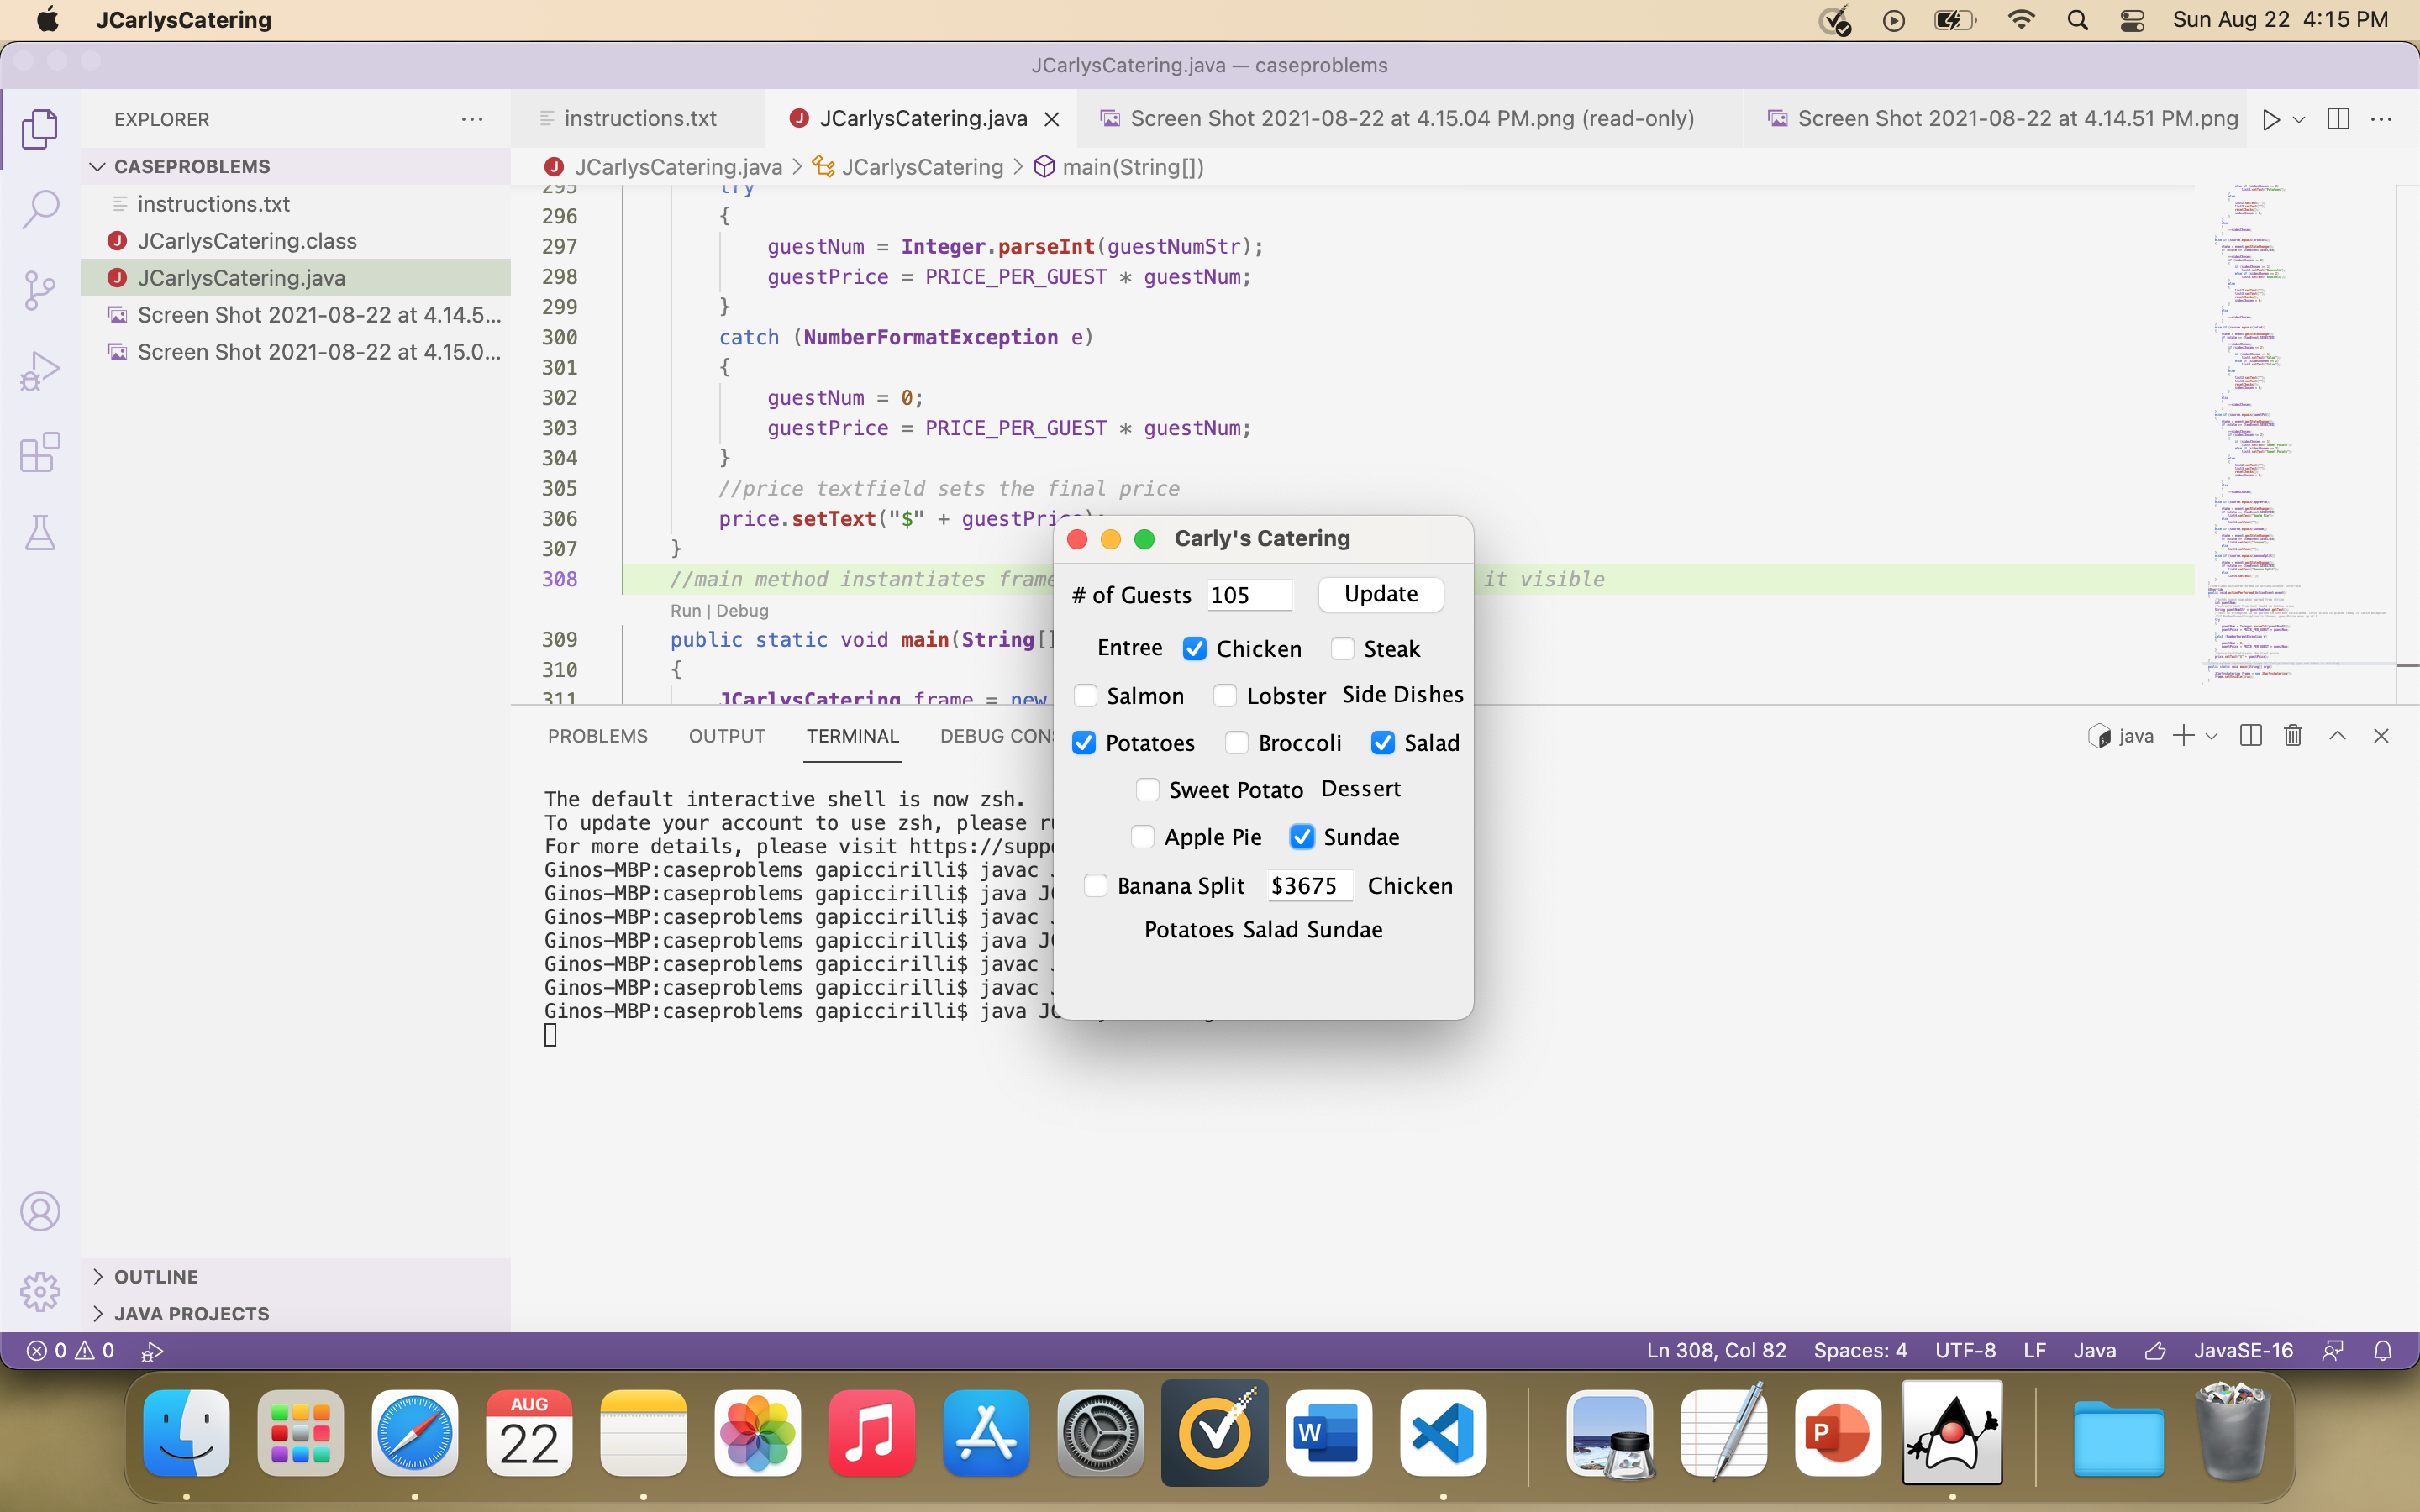 JCarlysCatering
Sun Aug 22 4:15 PM
JCarlysCatering.java — caseproblems
EXPLORER
CASEPROBLEMS
instructions.txt
JCarlysCatering.class
JCarlysCatering.java
Screen Shot 2021-08-22 at 4.14.5...
Screen Shot 2021-08-22 at 4.15.0...
OUTLINE
JAVA PROJECTS
instructions.txt
JCarlysCatering.java
Screen Shot 2021-08-22 at 4.15.04 PM.png (read-only)
Screen Shot 2021-08-22 at 4.14.51 PM.png
JCarlysCatering.java > JCarlysCatering > main(String[])
295 try
296 {
297 guestNum = Integer.parseInt(guestNumStr);
298 guestPrice = PRICE_PER_GUEST * guestNum;
299 }
300 catch (NumberFormatException e)
301 {
302 guestNum = 0;
303 guestPrice = PRICE_PER_GUEST * guestNum;
304 }
305 //price textfield sets the final price
306 price.setText("$" + guestPrice);
307 }
308 //main method instantiates frame it visible
Run | Debug
309 public static void main(String[]
310 {
311 JCarlysCatering frame = new
PROBLEMS
OUTPUT
TERMINAL
DEBUG CON
java
The default interactive shell is now zsh.
To update your account to use zsh, please r
For more details, please visit https://supp
Ginos-MBP:caseproblems gapiccirilli$ javac
Ginos-MBP:caseproblems gapiccirilli$ java JC
Ginos-MBP:caseproblems gapiccirilli$ javac
Ginos-MBP:caseproblems gapiccirilli$ java JC
Ginos-MBP:caseproblems gapiccirilli$ javac
Ginos-MBP:caseproblems gapiccirilli$ javac
Ginos-MBP:caseproblems gapiccirilli$ java JC
Carly's Catering
# of Guests 105 Update
Entree Chicken Steak
Salmon Lobster Side Dishes
Potatoes Broccoli Salad
Sweet Potato Dessert
Apple Pie Sundae
Banana Split $3675 Chicken
Potatoes Salad Sundae
0 0
Ln 308, Col 82
Spaces: 4
UTF-8
LF
Java
JavaSE-16
AUG
22
W
P